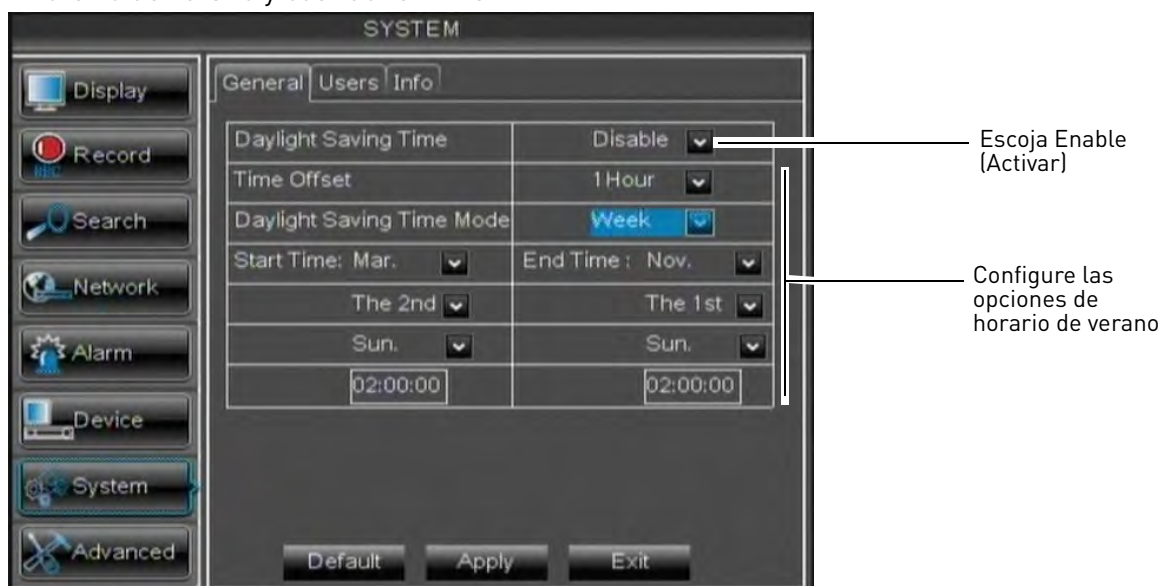 SYSTEM
Display
Record
REC
Search
Network
Alarm
Device
System
Advanced
General Users Info
Daylight Saving Time Disable
Time Offset 1Hour
Daylight Saving Time Mode Week
Start Time: Mar. End Time : Nov.
The 2nd The 1st
Sun. Sun.
02:00:00 02:00:00
Default Apply Exit
Escoja Enable
(Activar)
Configure las
opciones de
horario de verano